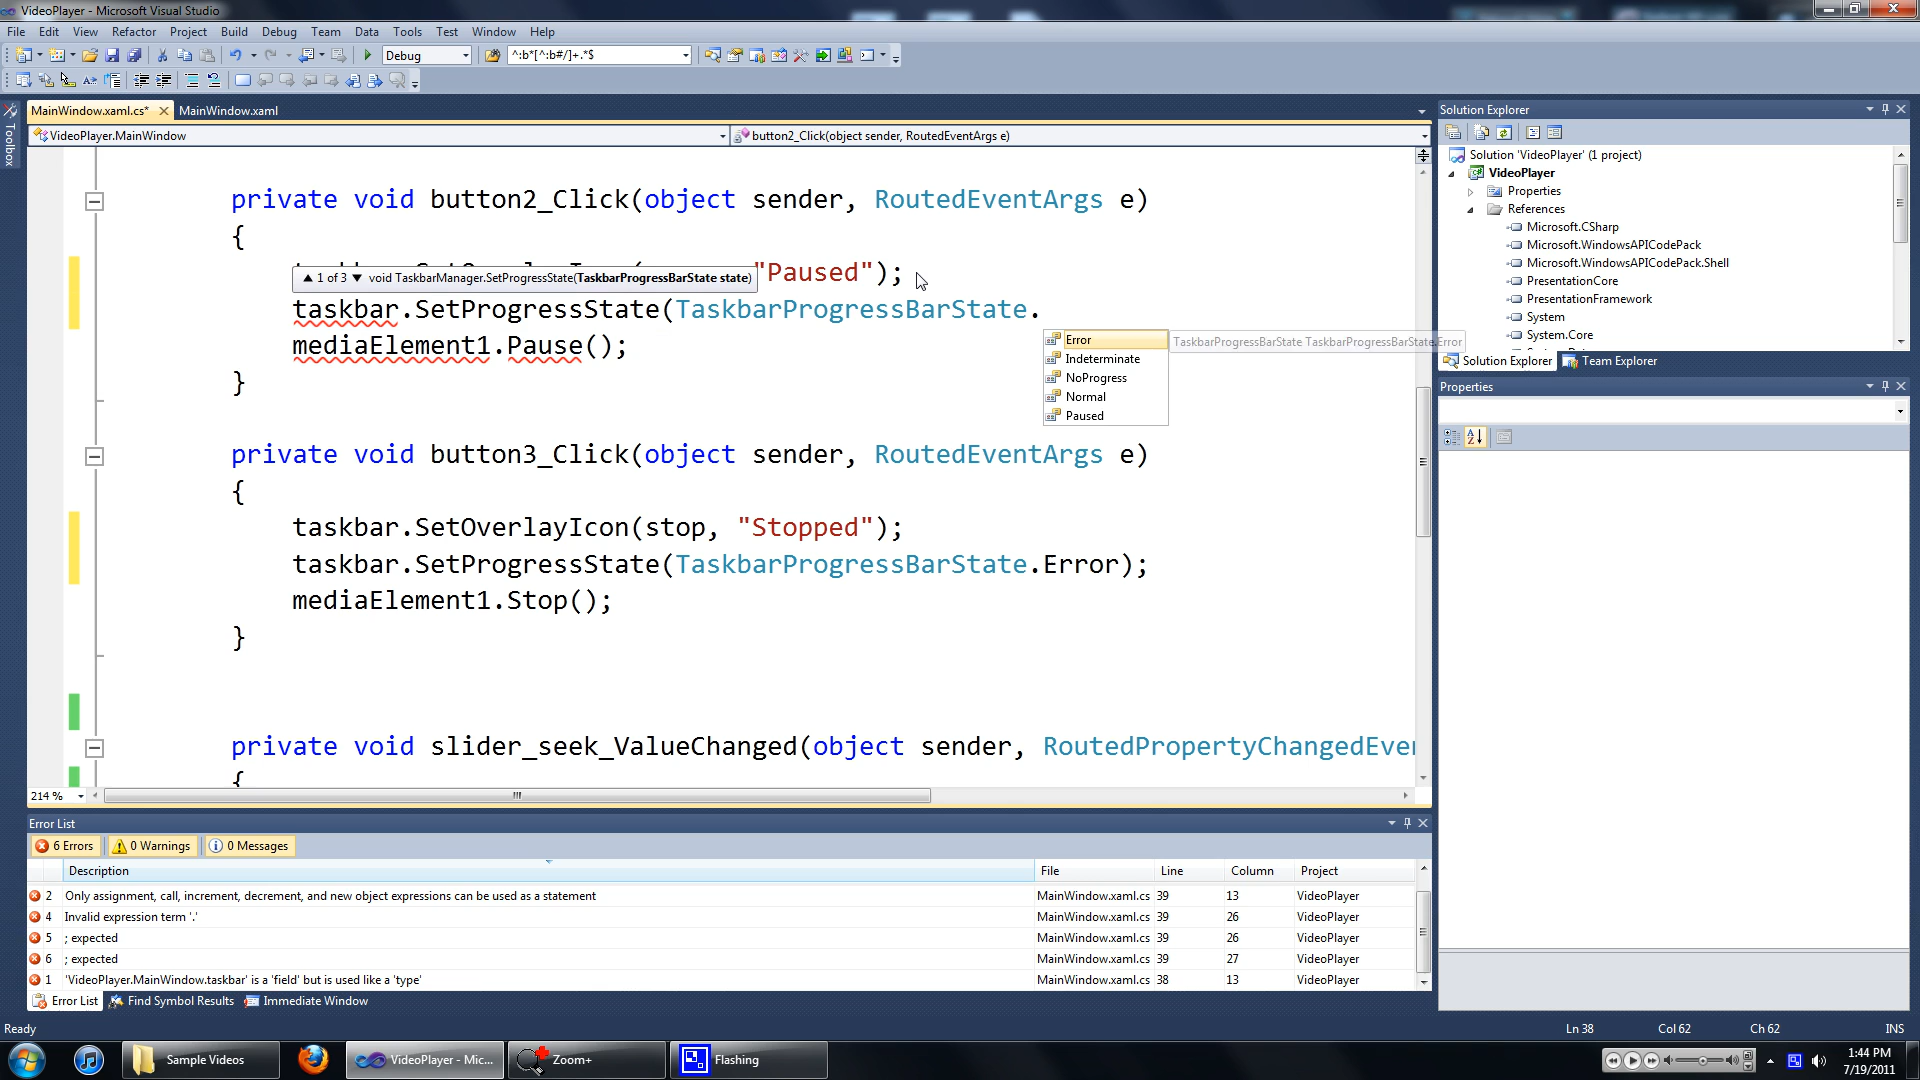 VideoPlayer - Microsoft Visual Studio
File Edit View Refactor Project Build Debug Team Data Tools Test Window Help
Debug ^:b*[^:b#/]+.*$
Toolbox
MainWindow.xaml.cs* MainWindow.xaml
VideoPlayer.MainWindow button2_Click(object sender, RoutedEventArgs e)
private void button2_Click(object sender, RoutedEventArgs e)
{
"Paused");
1 of 3 void TaskbarManager.SetProgressState(TaskbarProgressBarState state)
taskbar.SetProgressState(TaskbarProgressBarState.
mediaElement1.Pause();
}
Error
Indeterminate
NoProgress
Normal
Paused
TaskbarProgressBarState TaskbarProgressBarState.Error
private void button3_Click(object sender, RoutedEventArgs e)
{
taskbar.SetOverlayIcon(stop, "Stopped");
taskbar.SetProgressState(TaskbarProgressBarState.Error);
mediaElement1.Stop();
}
private void slider_seek_ValueChanged(object sender, RoutedPropertyChangedEve
{
214 %
Solution Explorer
Solution 'VideoPlayer' (1 project)
VideoPlayer
Properties
References
Microsoft.CSharp
Microsoft.WindowsAPICodePack
Microsoft.WindowsAPICodePack.Shell
PresentationCore
PresentationFramework
System
System.Core
Solution Explorer Team Explorer
Properties
Error List
6 Errors 0 Warnings 0 Messages
Description File Line Column Project
2 Only assignment, call, increment, decrement, and new object expressions can be used as a statement MainWindow.xaml.cs 39 13 VideoPlayer
4 Invalid expression term '.' MainWindow.xaml.cs 39 26 VideoPlayer
5 ; expected MainWindow.xaml.cs 39 26 VideoPlayer
6 ; expected MainWindow.xaml.cs 39 27 VideoPlayer
1 'VideoPlayer.MainWindow.taskbar' is a 'field' but is used like a 'type' MainWindow.xaml.cs 38 13 VideoPlayer
Error List Find Symbol Results Immediate Window
Ready Ln 38 Col 62 Ch 62 INS
Sample Videos VideoPlayer - Mic... Zoom+ Flashing
1:44 PM
7/19/2011